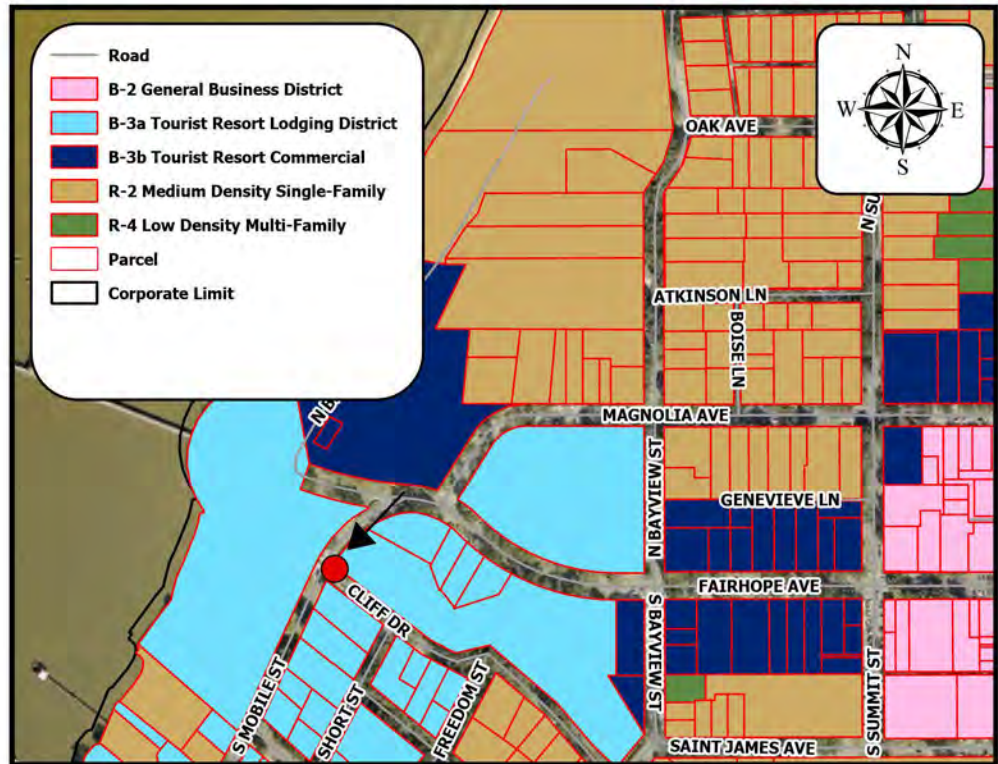 Road
B-2 General Business District
B-3a Tourist Resort Lodging District
B-3b Tourist Resort Commercial
R-2 Medium Density Single-Family
R-4 Low Density Multi-Family
Parcel
Corporate Limit
N
W E
S
OAK AVE
N SU
ATKINSON LN
BOISE LN
N B
MAGNOLIA AVE
N BAYVIEW ST
GENEVIEVE LN
FAIRHOPE AVE
CLIFF DR
S BAYVIEW ST
S MOBILE ST
SHORT ST
FREEDOM ST
S SUMMIT ST
SAINT JAMES AVE